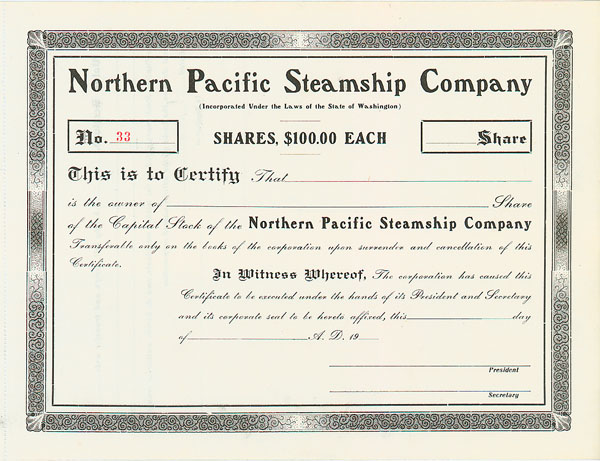 Northern Pacific Steamship Company
(Incorporated Under the Laws of the State of Washington)
No. 33 SHARES, $100.00 EACH Share
This is to Certify That
is the owner of Share
of the Capital Stock of the Northern Pacific Steamship Company
Transferable only on the books of the corporation upon surrender and cancellation of this
Certificate.
In Witness Whereof, The corporation has caused this
Certificate to be executed under the hands of its President and Secretary
and its corporate seal to be hereto affixed, this day
of A. D. 19
President
Secretary